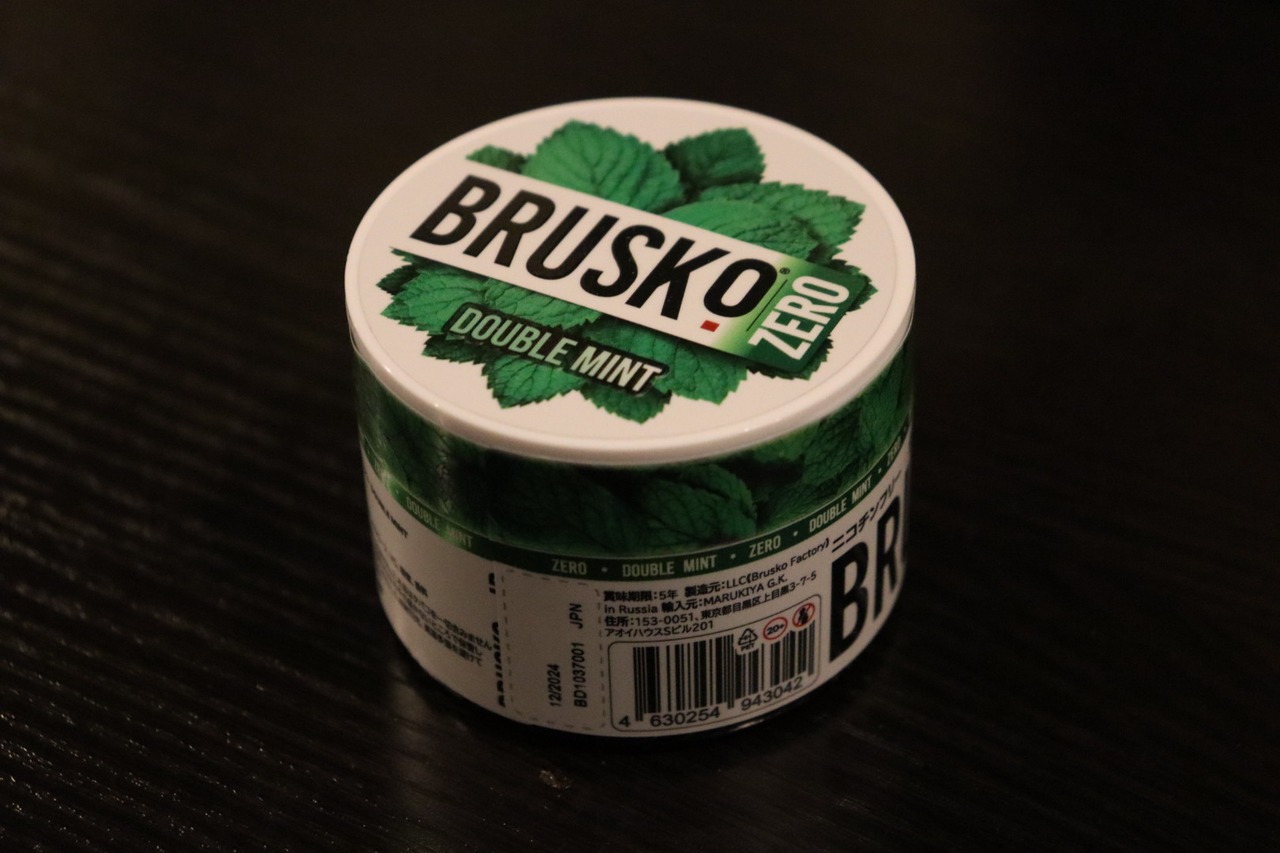 BRUSKO®
ZERO
DOUBLE MINT
DOUBLE MINT
ZERO • DOUBLE MINT • ZERO • DOUBLE MINT •
賞味期限:5年 製造元:LLC(Brusko Factory)
in Russia 輸入元:MARUKIYA G.K.
住所:153-0051、東京都目黒区上目黒3-7-5
アオイハウスSビル201
PET
20+
4 630254 943042
12/2024
BD1037001 JPN
ニコチンフリー
BR